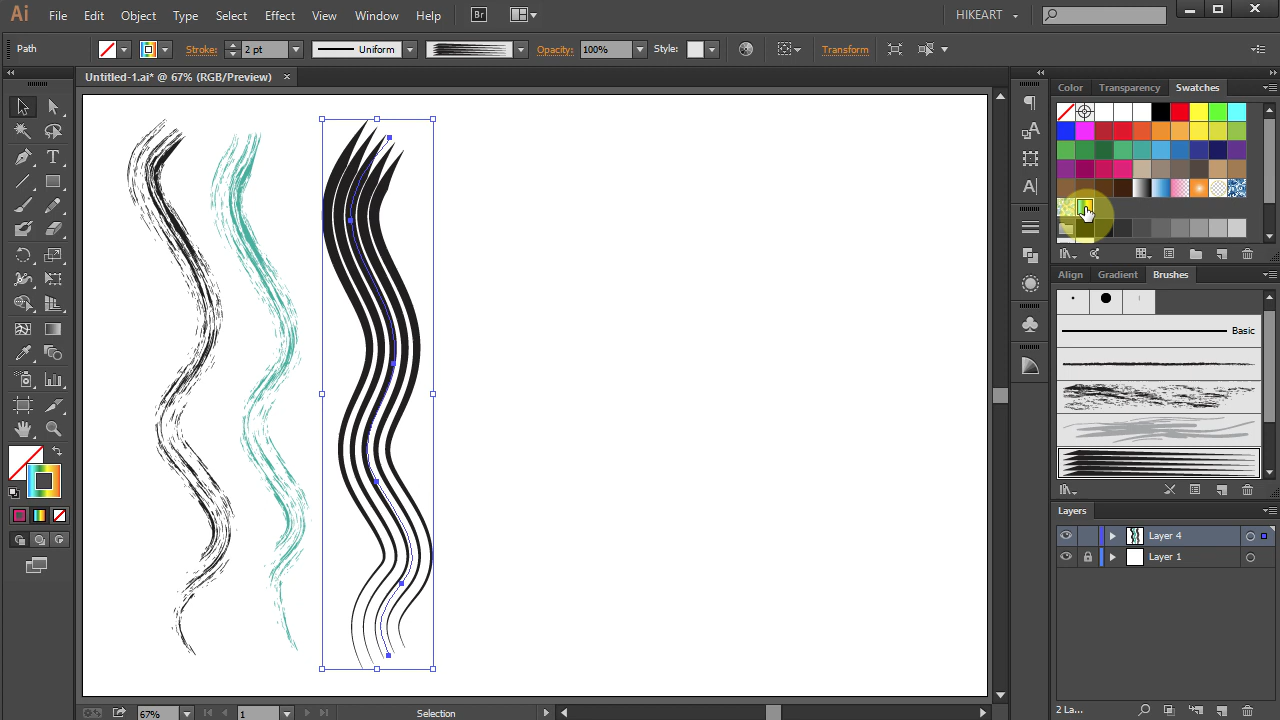 Ai File Edit Object Type Select Effect View Window Help Br HIKEART
Path Stroke: 2 pt Uniform Opacity: 100% Style: Transform
Untitled-1.ai* @ 67% (RGB/Preview)
Color Transparency Swatches
Align Gradient Brushes
Basic
Layers
Layer 4
Layer 1
67% 1 Selection
2 La...